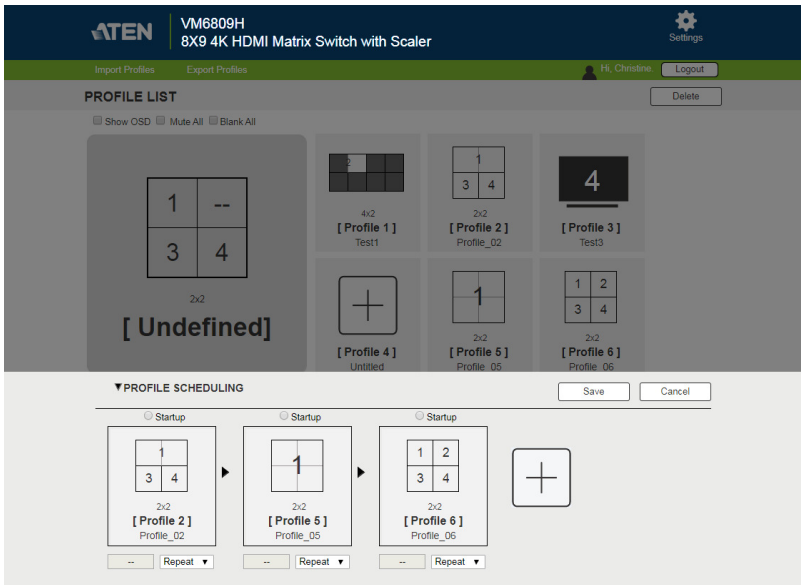 ATEN
VM6809H
8X9 4K HDMI Matrix Switch with Scaler
Settings
Import Profiles Export Profiles Hi, Christine. Logout
PROFILE LIST Delete
Show OSD Mute All Blank All
1 --
3 4
2x2
[ Undefined]
2
4x2
[ Profile 1 ]
Test1
1
3 4
2x2
[ Profile 2 ]
Profile_02
4
[ Profile 3 ]
Test3
[ Profile 4 ]
Untitled
1
2x2
[ Profile 5 ]
Profile_05
1 2
3 4
2x2
[ Profile 6 ]
Profile_06
▼PROFILE SCHEDULING Save Cancel
Startup Startup Startup
1
3 4
2x2
[ Profile 2 ]
Profile_02
-- Repeat ▼
1
2x2
[ Profile 5 ]
Profile_05
-- Repeat ▼
1 2
3 4
2x2
[ Profile 6 ]
Profile_06
-- Repeat ▼